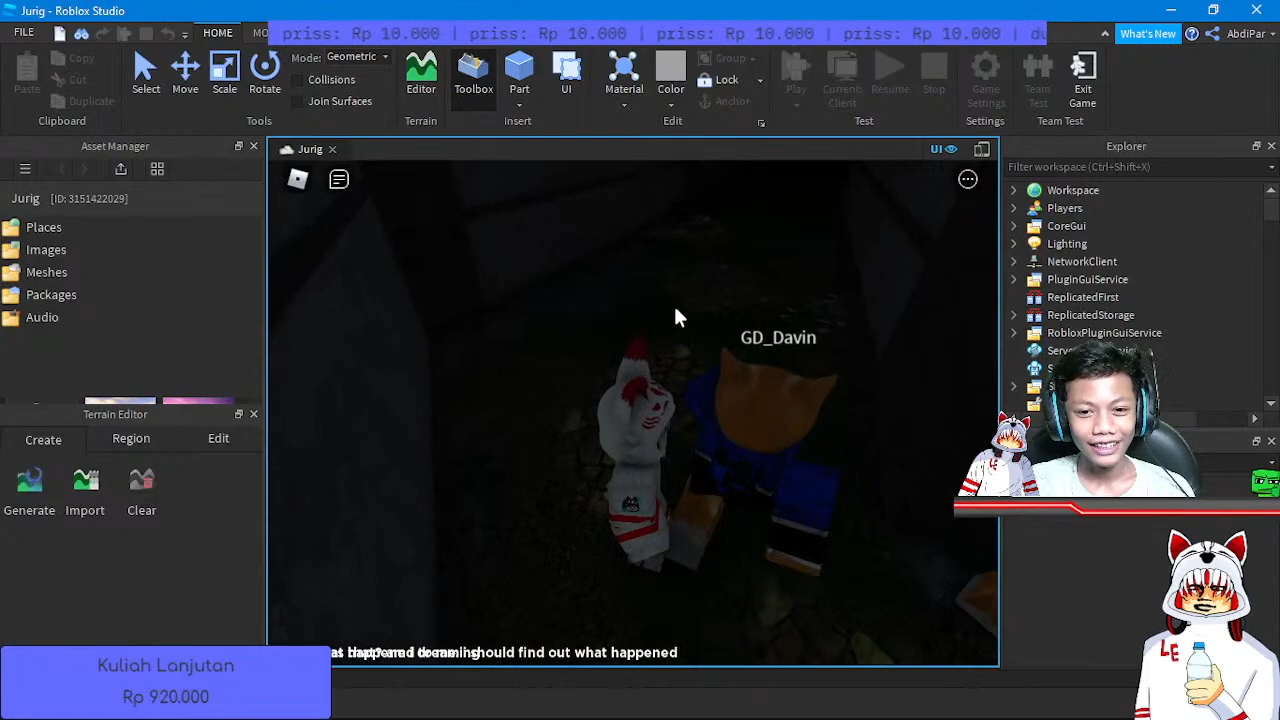 Jurig - Roblox Studio
What's New
AbdiPar
FILE
HOME
MO
priss: Rp 10.000 | priss: Rp 10.000 | priss: Rp 10.000 | priss: Rp 10.000 | du
Paste
Copy
Cut
Duplicate
Clipboard
Select
Move
Scale
Rotate
Tools
Mode: Geometric
Collisions
Join Surfaces
Editor
Terrain
Toolbox
Part
UI
Insert
Material
Color
Group
Lock
Anchor
Edit
Play
Current: Client
Resume
Stop
Test
Game Settings
Settings
Team Test
Exit Game
Team Test
Asset Manager
Jurig [ID: 3151422029]
Places
Images
Meshes
Packages
Audio
Terrain Editor
Create
Region
Edit
Generate
Import
Clear
Jurig
UI
GD_Davin
should find out what happened
Explorer
Filter workspace (Ctrl+Shift+X)
Workspace
Players
CoreGui
Lighting
NetworkClient
PluginGuiService
ReplicatedFirst
ReplicatedStorage
RobloxPluginGuiService
LE
LE
Kuliah Lanjutan
Rp 920.000